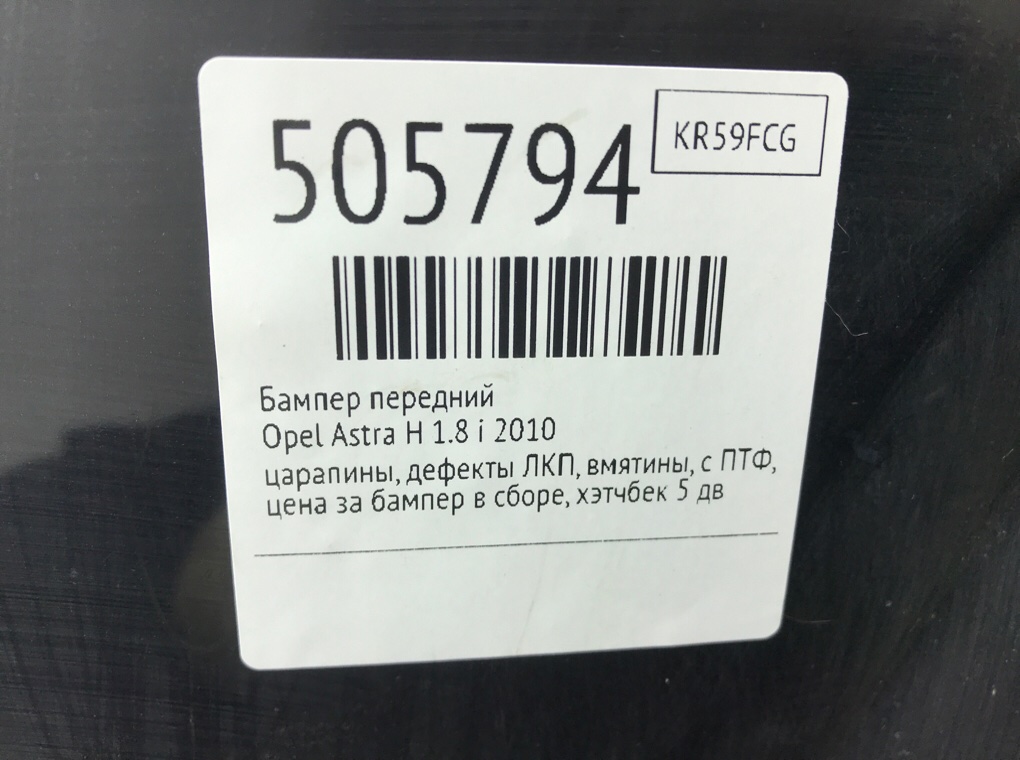 505794
KR59FCG
Бампер передний
Opel Astra H 1.8 i 2010
царапины, дефекты ЛКП, вмятины, с ПТФ,
цена за бампер в сборе, хэтчбек 5 дв